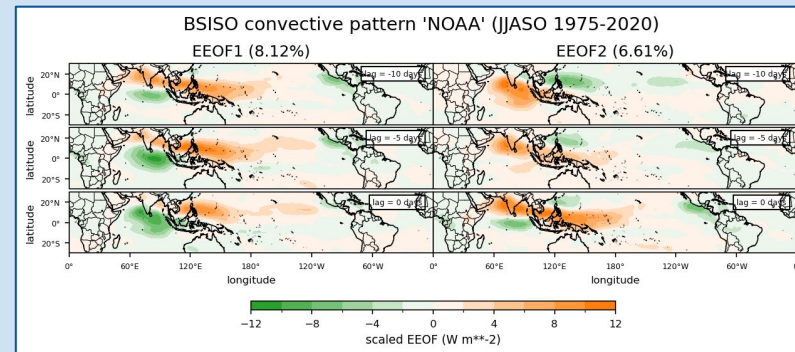 BSISO convective pattern 'NOAA' (JJASO 1975-2020)
EEOF1 (8.12%) EEOF2 (6.61%)
latitude 20°N 0° 20°S lag = -10 days lag = -10 days
latitude 20°N 0° 20°S lag = -5 days lag = -5 days
latitude 20°N 0° 20°S lag = 0 days lag = 0 days
0° 60°E 120°E 180° 120°W 60°W 0° 60°E 120°E 180° 120°W 60°W
longitude longitude
−12 −8 −4 0 4 8 12
scaled EEOF (W m**-2)